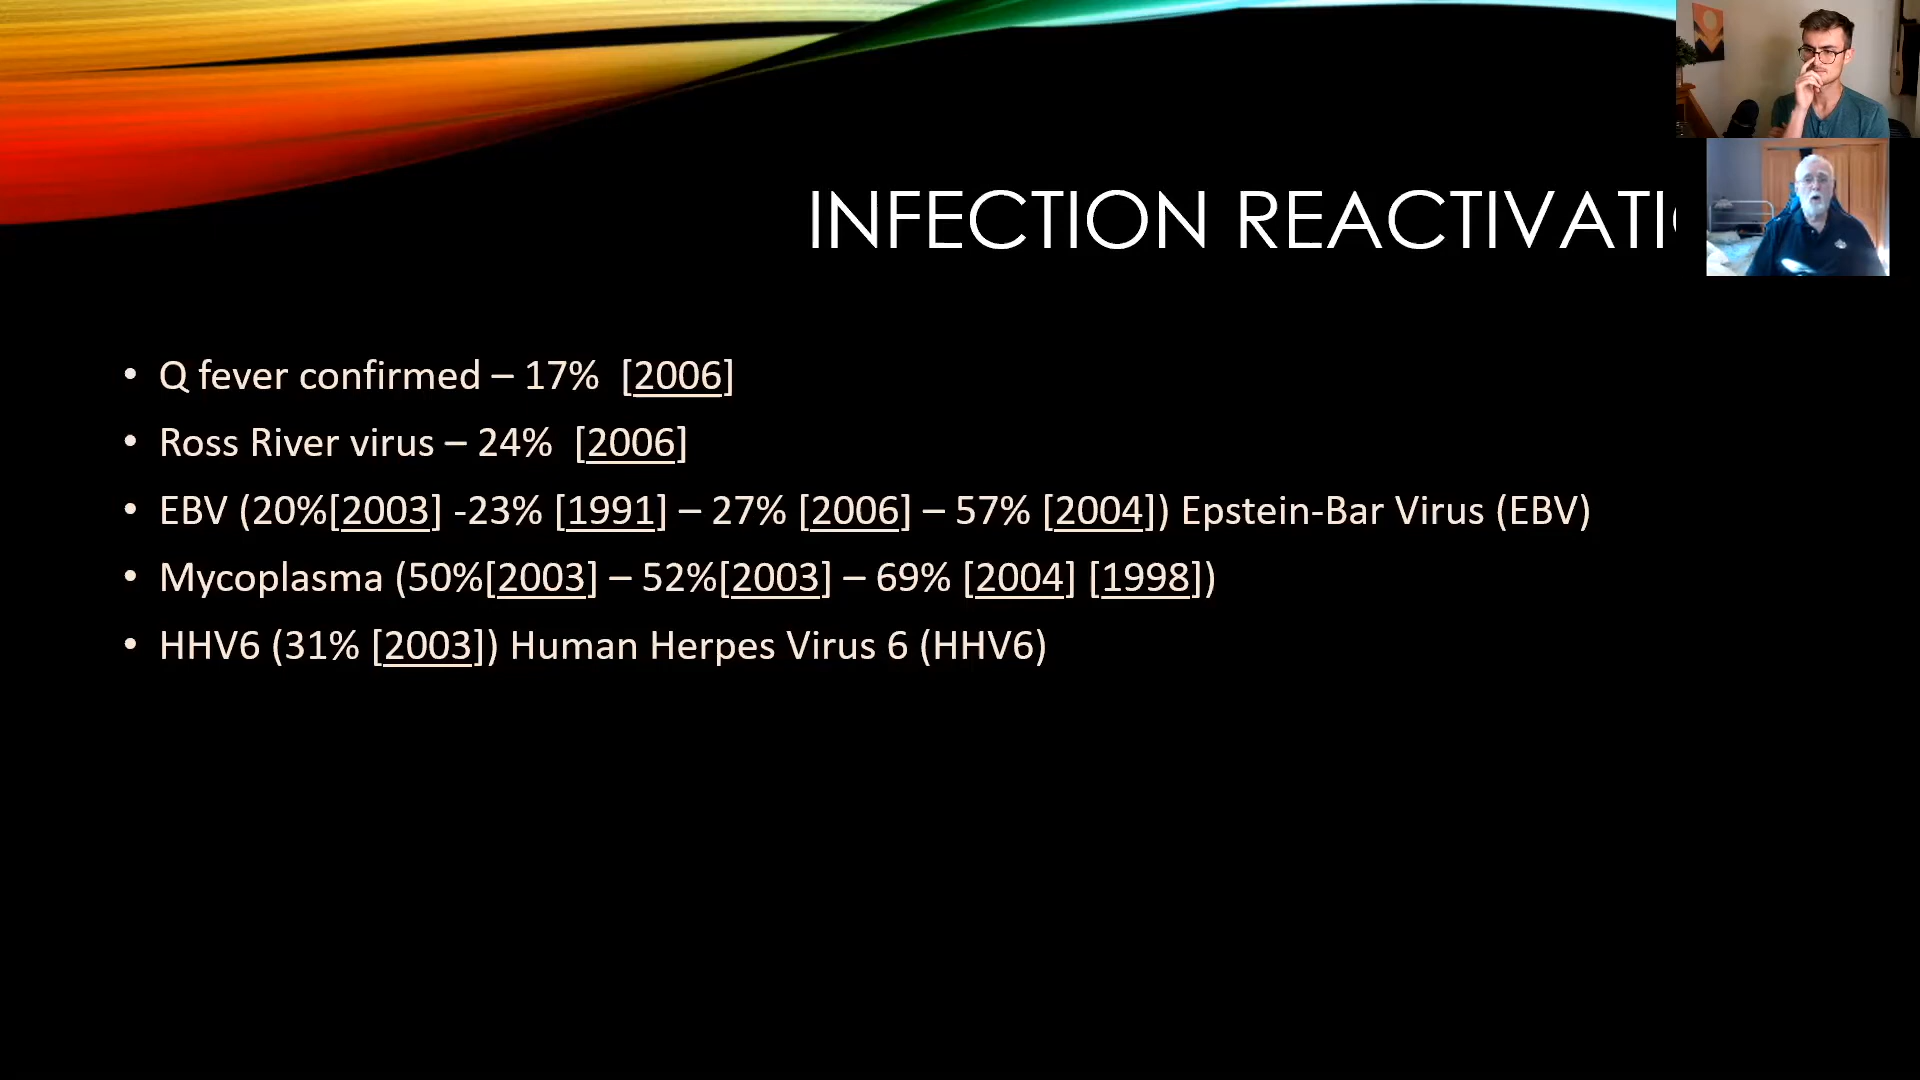 INFECTION REACTIVATI
• Q fever confirmed – 17%  [2006]
• Ross River virus – 24%  [2006]
• EBV (20%[2003] -23% [1991] – 27% [2006] – 57% [2004]) Epstein-Bar Virus (EBV)
• Mycoplasma (50%[2003] – 52%[2003] – 69% [2004] [1998])
• HHV6 (31% [2003]) Human Herpes Virus 6 (HHV6)